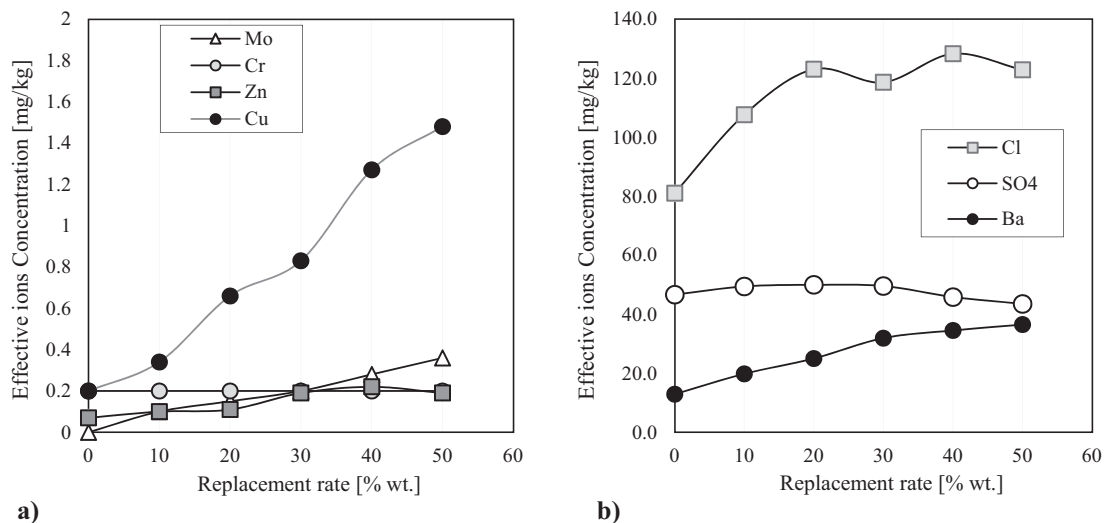 Effective ions Concentration [mg/kg]
2
1.8
1.6
1.4
1.2
1
0.8
0.6
0.4
0.2
0
Mo
Cr
Zn
Cu
0 10 20 30 40 50 60
Replacement rate [% wt.]
a)
Effective ions Concentration [mg/kg]
140.0
120.0
100.0
80.0
60.0
40.0
20.0
0.0
Cl
SO4
Ba
0 10 20 30 40 50 60
Replacement rate [% wt.]
b)